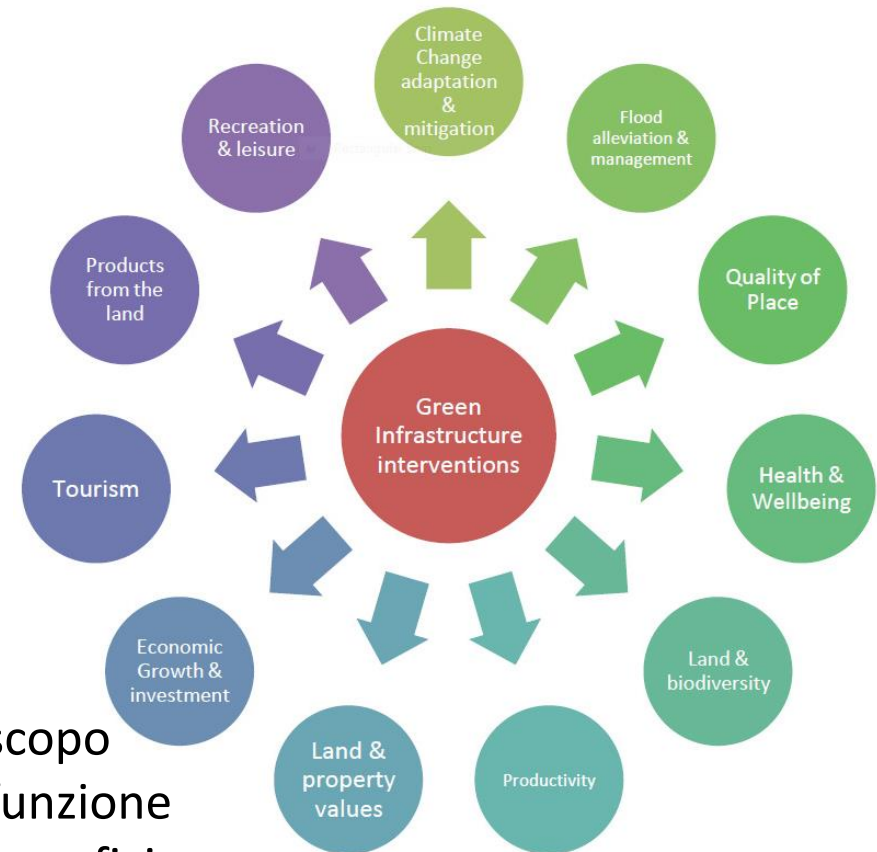 Climate
Change
adaptation
&
mitigation
Flood
alleviation &
management
Quality of
Place
Health &
Wellbeing
Land &
biodiversity
Productivity
Land &
property
values
Economic
Growth &
investment
Tourism
Products
from the
land
Recreation
& leisure
Green
Infrastructure
interventions
scopo
funzione